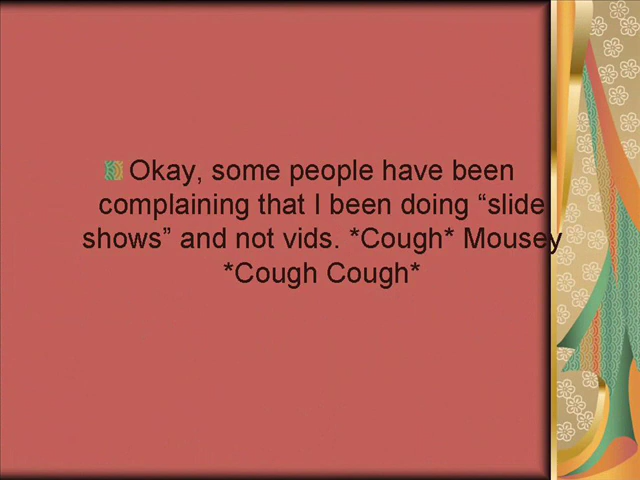 Okay, some people have been
complaining that I been doing “slide
shows” and not vids. *Cough* Mousey
*Cough Cough*